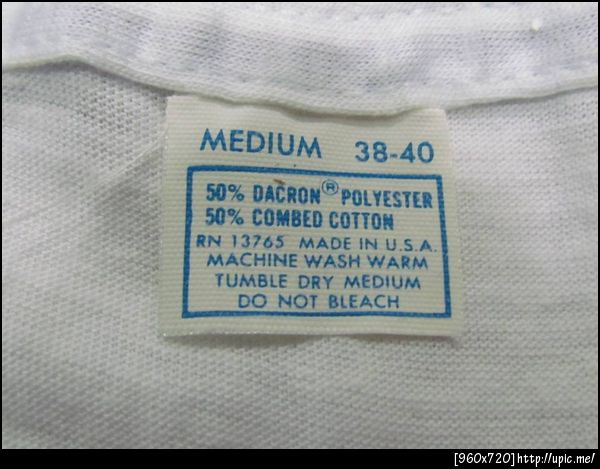 MEDIUM 38-40
50% DACRON® POLYESTER
50% COMBED COTTON
RN 13765 MADE IN U.S.A.
MACHINE WASH WARM
TUMBLE DRY MEDIUM
DO NOT BLEACH
[960x720]http://upic.me/